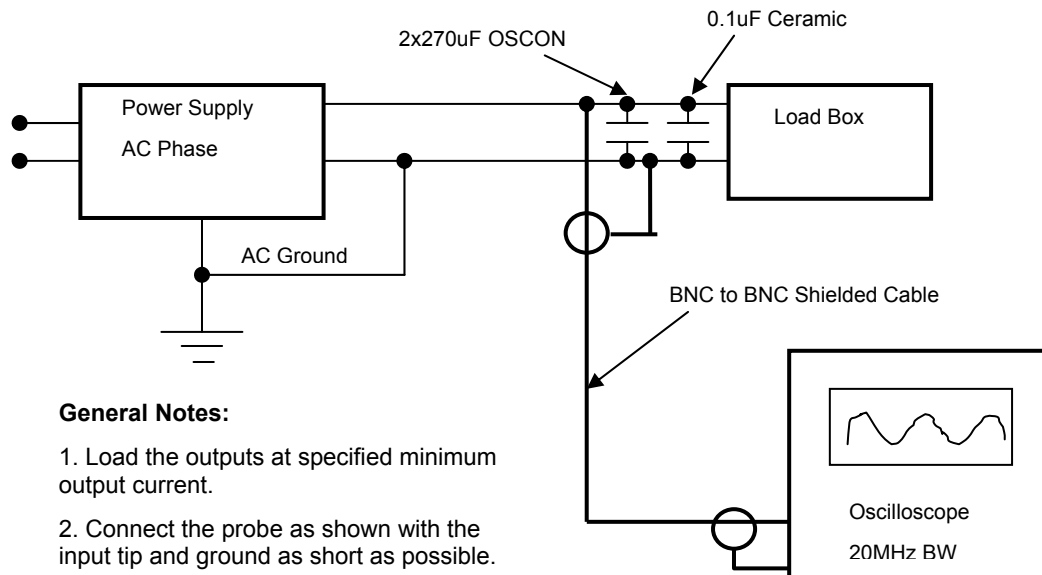 0.1uF Ceramic
2x270uF OSCON
Power Supply
AC Phase
Load Box
AC Ground
BNC to BNC Shielded Cable
General Notes:
1. Load the outputs at specified minimum
output current.
2. Connect the probe as shown with the
input tip and ground as short as possible.
Oscilloscope
20MHz BW